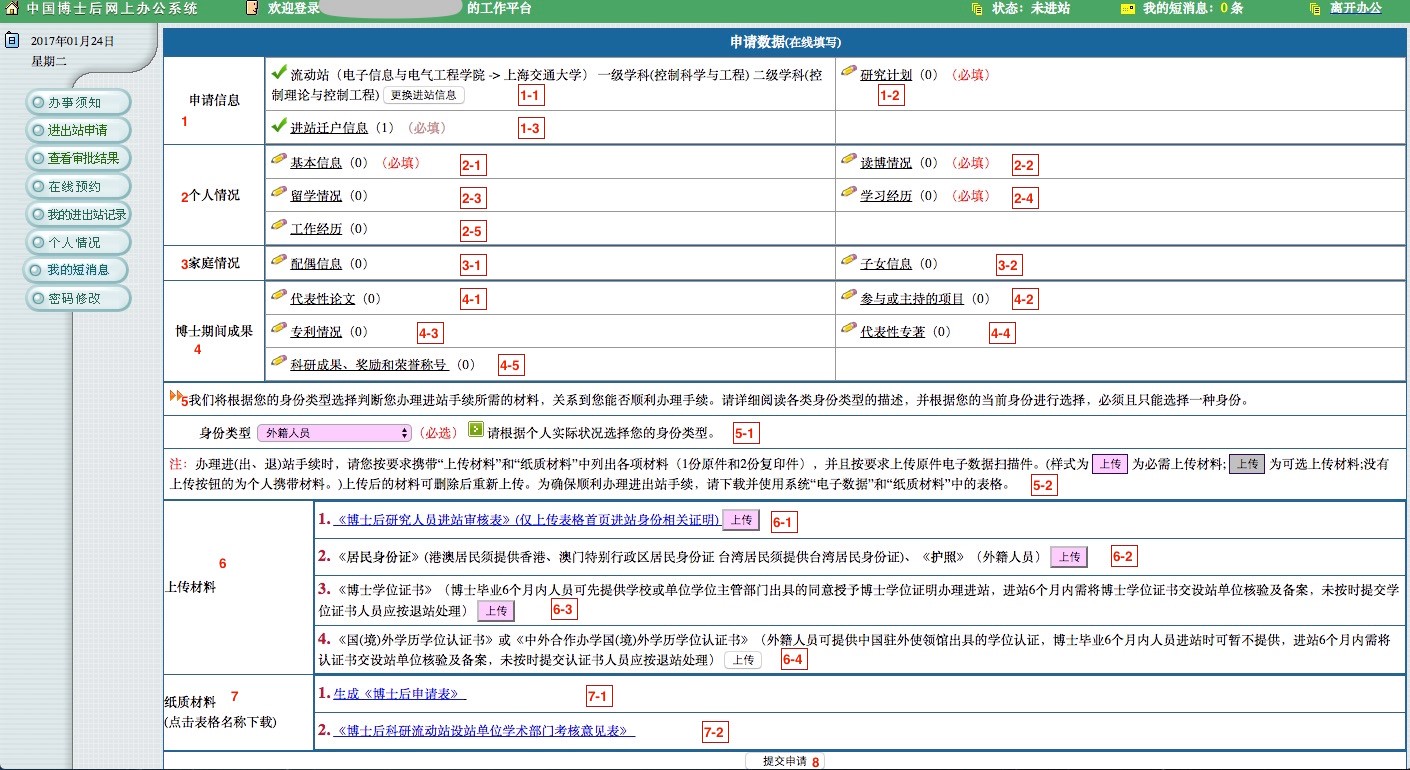 中国博士后网上办公系统
欢迎登录 的工作平台
状态：未进站
我的短消息：0 条
离开办公
2017年01月24日
星期二
办事须知
进出站申请
查看审批结果
在线预约
我的进出站记录
个人情况
我的短消息
密码修改
申请数据(在线填写)
申请信息
1
流动站（电子信息与电气工程学院 -> 上海交通大学） 一级学科(控制科学与工程) 二级学科(控
制理论与控制工程) 更换进站信息 1-1
研究计划（0）（必填）
1-2
进站迁户信息（1）（必填） 1-3
2个人情况
基本信息（0）（必填） 2-1
读博情况（0）（必填） 2-2
留学情况（0） 2-3
学习经历（0）（必填） 2-4
工作经历（0） 2-5
3家庭情况
配偶信息（0） 3-1
子女信息（0） 3-2
博士期间成果
4
代表性论文（0） 4-1
参与或主持的项目（0） 4-2
专利情况（0） 4-3
代表性专著（0） 4-4
科研成果、奖励和荣誉称号 （0） 4-5
5我们将根据您的身份类型选择判断您办理进站手续所需的材料，关系到您能否顺利办理手续。请详细阅读各类身份类型的描述，并根据您的当前身份进行选择，必须且只能选择一种身份。
身份类型 外籍人员 （必选） 请根据个人实际状况选择您的身份类型。 5-1
注：办理进(出、退)站手续时，请您按要求携带“上传材料”和“纸质材料”中列出各项材料（1份原件和2份复印件），并且按要求上传原件电子数据扫描件。(样式为 上传 为必需上传材料; 上传 为可选上传材料;没有
上传按钮的为个人携带材料。)上传后的材料可删除后重新上传。为确保顺利办理进出站手续，请下载并使用系统“电子数据”和“纸质材料”中的表格。 5-2
6
上传材料
1.《博士后研究人员进站审核表》(仅上传表格首页进站身份相关证明) 上传 6-1
2.《居民身份证》(港澳居民须提供香港、澳门特别行政区居民身份证 台湾居民须提供台湾居民身份证)、《护照》（外籍人员） 上传 6-2
3.《博士学位证书》（博士毕业6个月内人员可先提供学校或单位学位主管部门出具的同意授予博士学位证明办理进站，进站6个月内需将博士学位证书交设站单位核验及备案，未按时提交学
位证书人员应按退站处理） 上传 6-3
4.《国(境)外学历学位认证书》或《中外合作办学国(境)外学历学位认证书》（外籍人员可提供中国驻外使领馆出具的学位认证，博士毕业6个月内人员进站时可暂不提供，进站6个月内需将
认证书交设站单位核验及备案，未按时提交认证书人员应按退站处理） 上传 6-4
纸质材料 7
(点击表格名称下载)
1.生成《博士后申请表》 7-1
2.《博士后科研流动站设站单位学术部门考核意见表》 7-2
提交申请 8